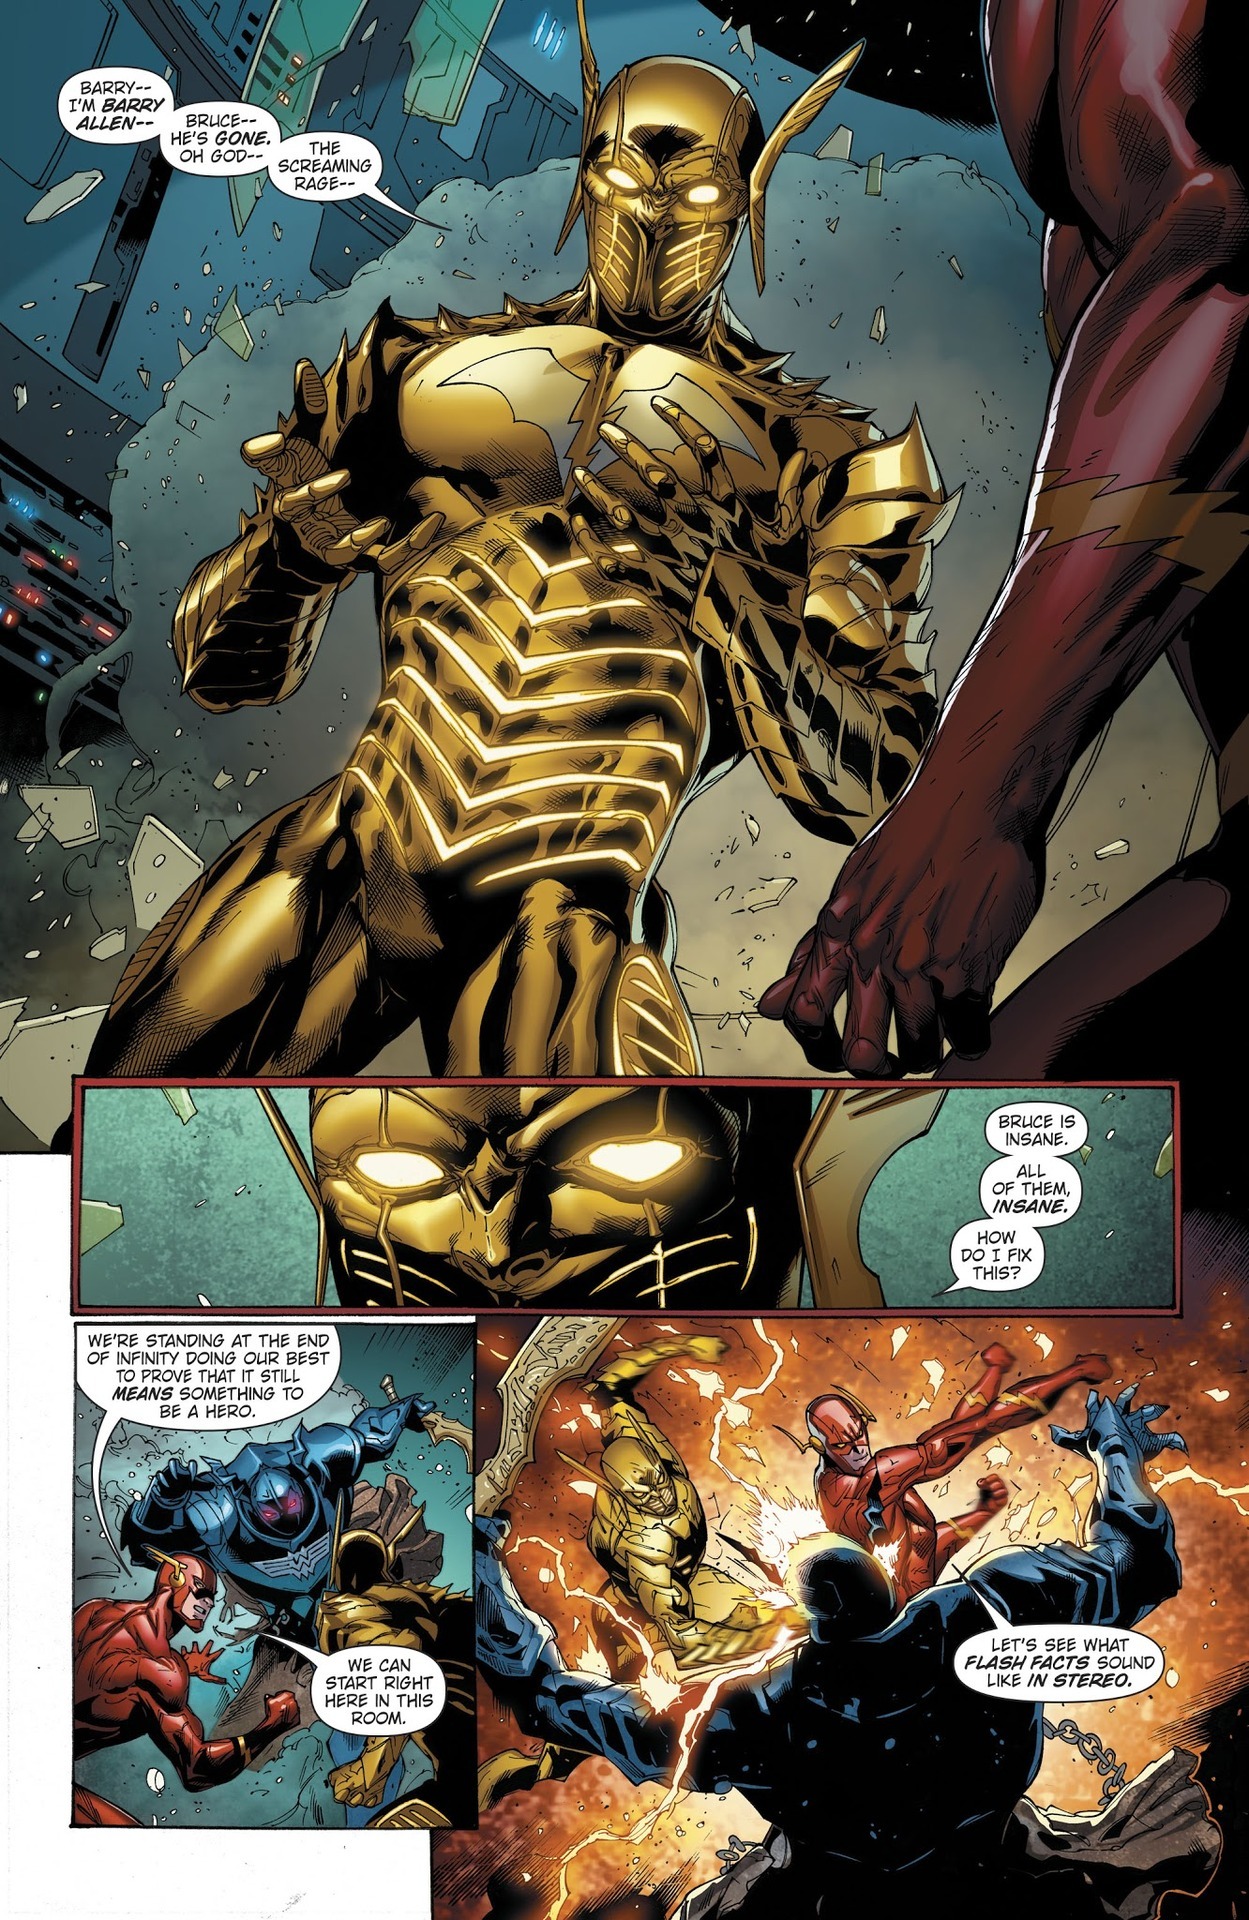 BARRY--
I'M BARRY
ALLEN--
BRUCE--
HE'S GONE.
OH GOD--
THE
SCREAMING
RAGE--
BRUCE IS
INSANE.
ALL
OF THEM,
INSANE.
HOW
DO I FIX
THIS?
WE'RE STANDING AT THE END
OF INFINITY DOING OUR BEST
TO PROVE THAT IT STILL
MEANS SOMETHING TO
BE A HERO.
WE CAN
START RIGHT
HERE IN THIS
ROOM.
LET'S SEE WHAT
FLASH FACTS SOUND
LIKE IN STEREO.